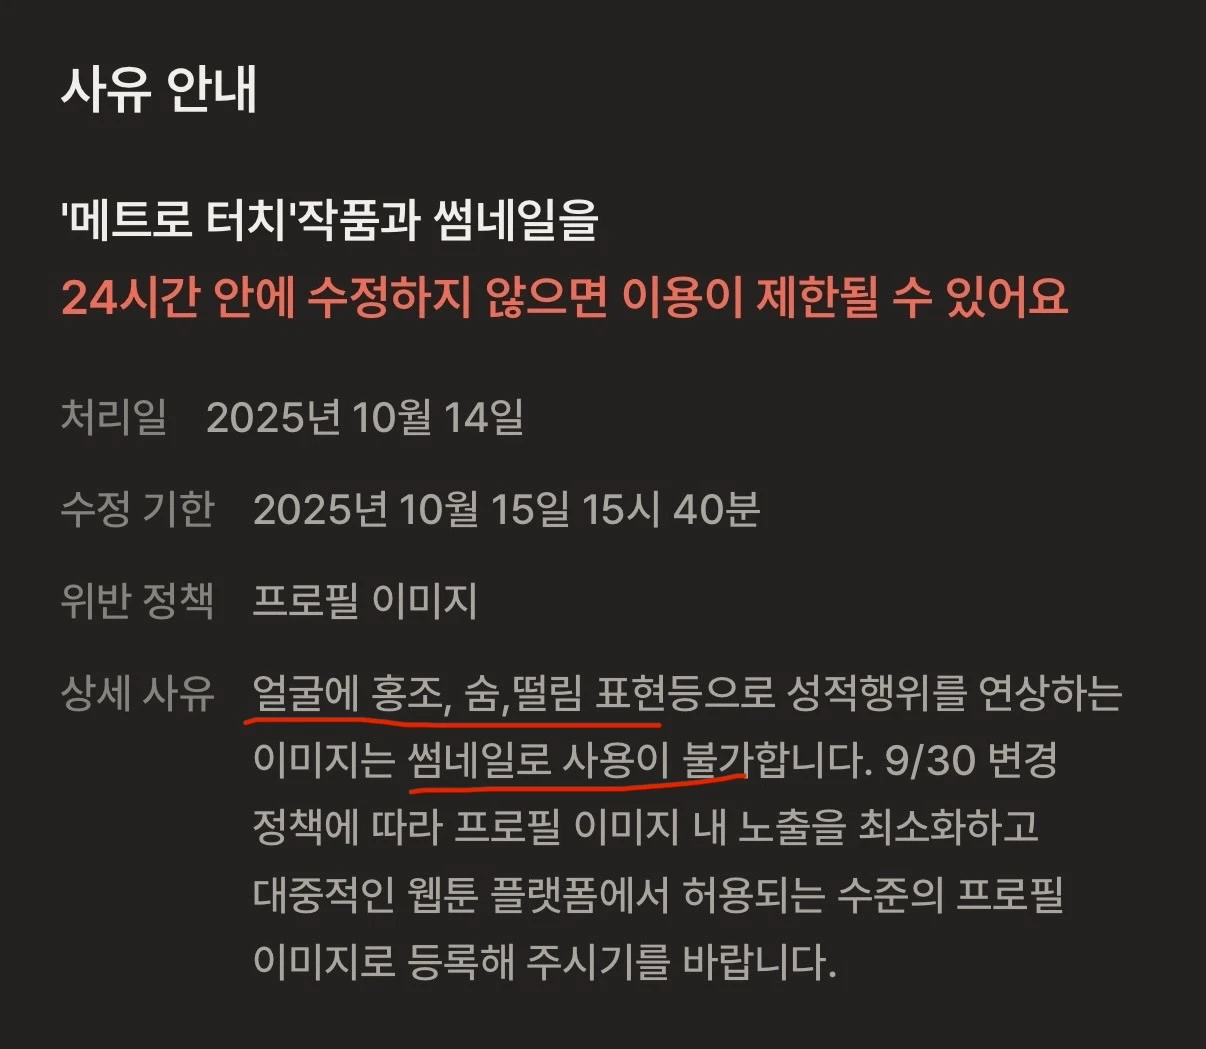 사유 안내
'메트로 터치'작품과 썸네일을
24시간 안에 수정하지 않으면 이용이 제한될 수 있어요
처리일 2025년 10월 14일
수정 기한 2025년 10월 15일 15시 40분
위반 정책 프로필 이미지
상세 사유 얼굴에 홍조, 숨,떨림 표현등으로 성적행위를 연상하는
이미지는 썸네일로 사용이 불가합니다. 9/30 변경
정책에 따라 프로필 이미지 내 노출을 최소화하고
대중적인 웹툰 플랫폼에서 허용되는 수준의 프로필
이미지로 등록해 주시기를 바랍니다.